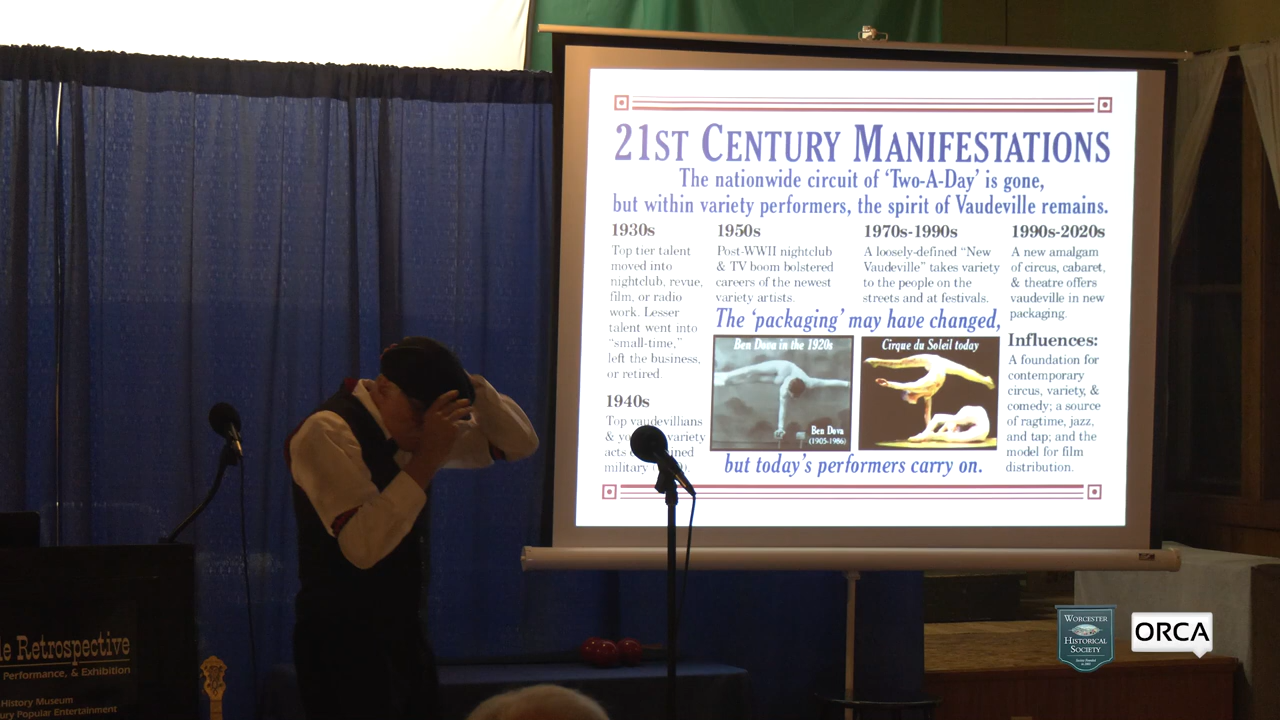 21ST CENTURY MANIFESTATIONS
The nationwide circuit of ‘Two-A-Day’ is gone,
but within variety performers, the spirit of Vaudeville remains.
1930s
Top tier talent
moved into
nightclub, revue,
film, or radio
work. Lesser
talent went into
“small-time,”
left the business,
or retired.
1940s
Top vaudevillians
& variety
acts
military
1950s
Post-WWII nightclub
& TV boom bolstered
careers of the newest
variety artists.
1970s-1990s
A loosely-defined “New
Vaudeville” takes variety
to the people on the
streets and at festivals.
1990s-2020s
A new amalgam
of circus, cabaret,
& theatre offers
vaudeville in new
packaging.
The ‘packaging’ may have changed,
Ben Dova in the 1920s
Ben Dova
(1905-1986)
Cirque du Soleil today
but today’s performers carry on.
Influences:
A foundation for
contemporary
circus, variety, &
comedy; a source
of ragtime, jazz,
and tap; and the
model for film
distribution.
le Retrospective
Performance, & Exhibition
History Museum
ury Popular Entertainment
WORCESTER
HISTORICAL
SOCIETY
ORCA